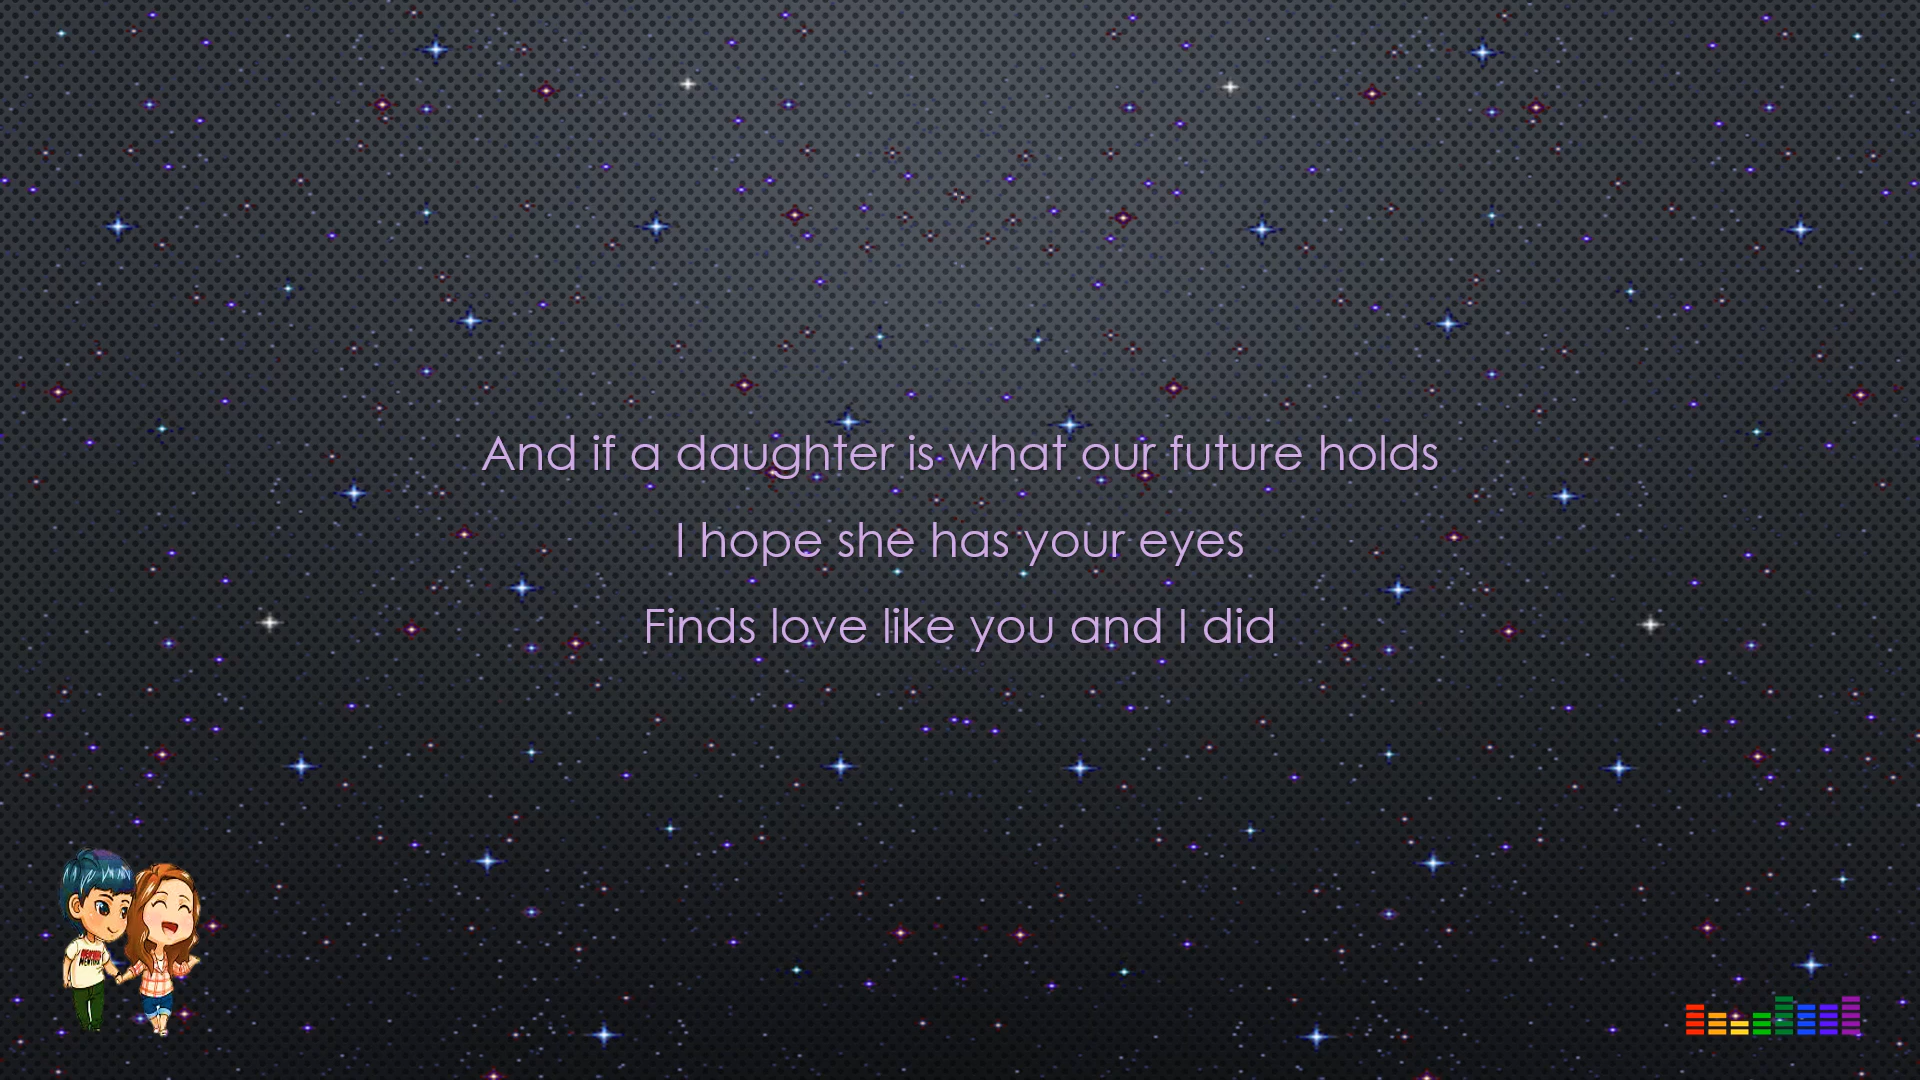 And if a daughter is what our future holds
I hope she has your eyes
Finds love like you and I did